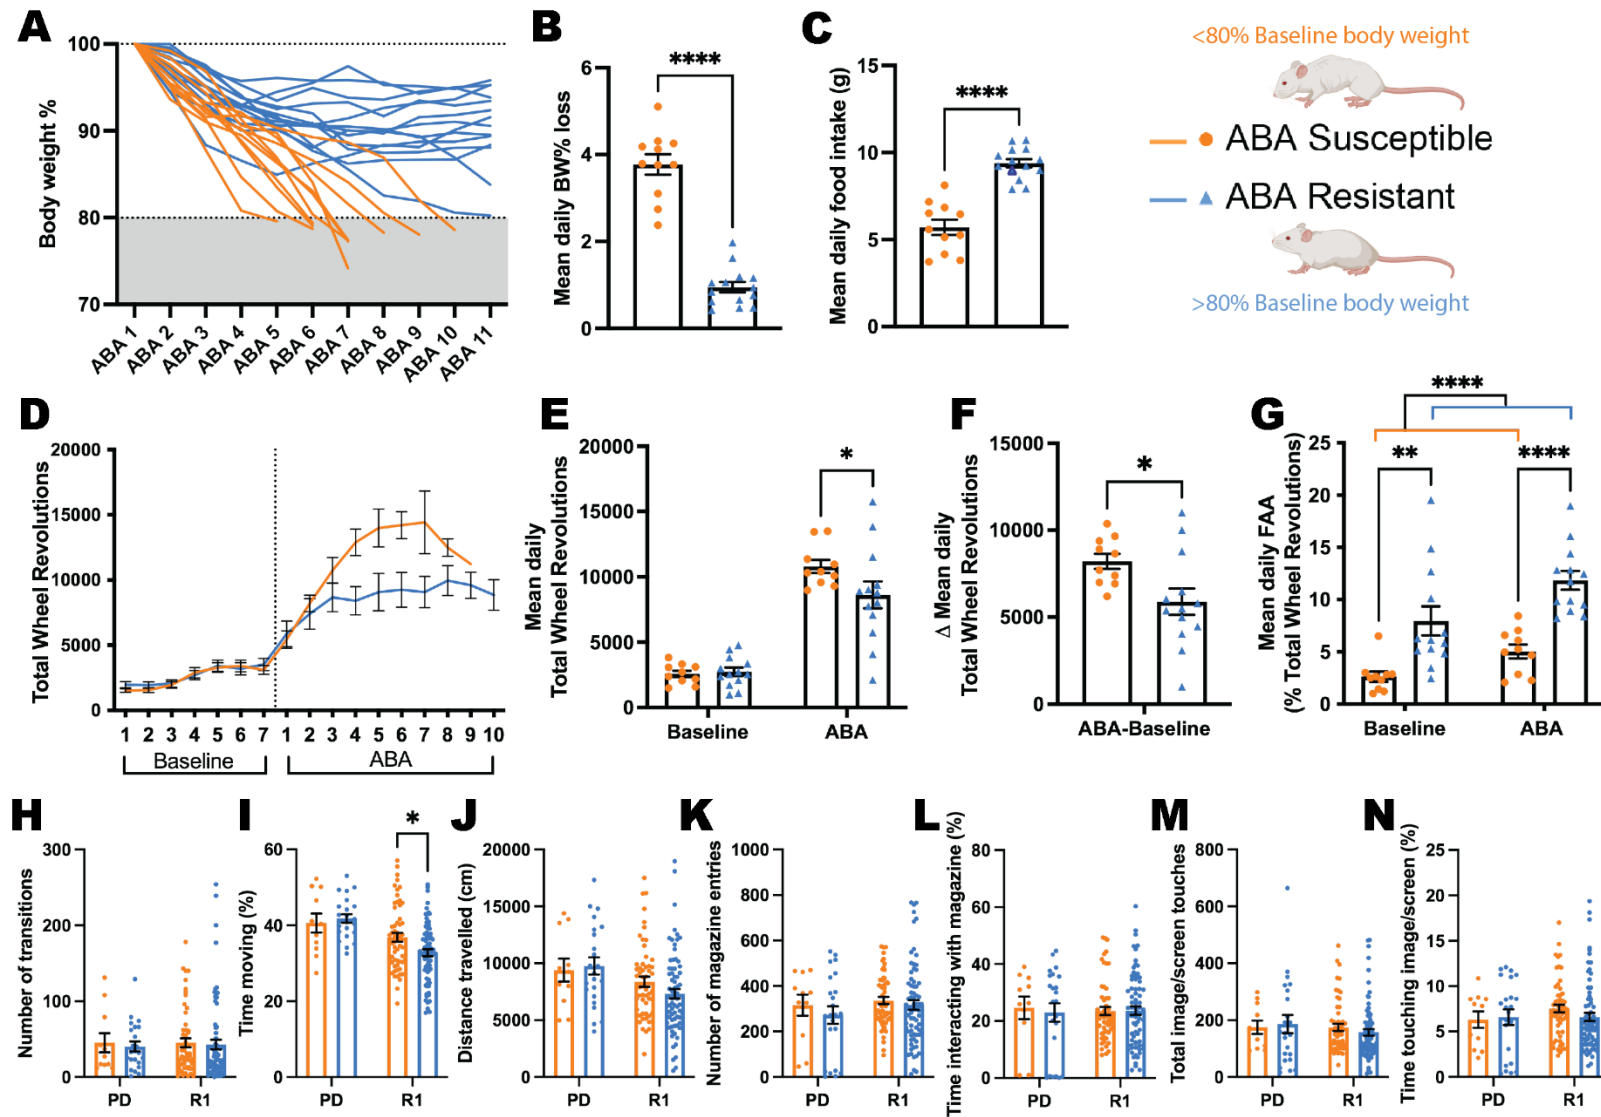 A
Body weight %
100
90
80
70
ABA 1
ABA 2
ABA 3
ABA 4
ABA 5
ABA 6
ABA 7
ABA 8
ABA 9
ABA 10
ABA 11
B
Mean daily BW% loss
6
4
2
0
****
C
Mean daily food intake (g)
15
10
5
0
****
<80% Baseline body weight
ABA Susceptible
ABA Resistant
>80% Baseline body weight
D
Total Wheel Revolutions
20000
15000
10000
5000
0
1 2 3 4 5 6 7 1 2 3 4 5 6 7 8 9 10
Baseline ABA
E
Mean daily
Total Wheel Revolutions
20000
15000
10000
5000
0
*
Baseline ABA
F
Δ Mean daily
Total Wheel Revolutions
15000
10000
5000
0
*
ABA-Baseline
G
Mean daily FAA
(% Total Wheel Revolutions)
25
20
15
10
5
0
****
** ****
Baseline ABA
H
Number of transitions
300
200
100
0
PD R1
I
Time moving (%)
60
40
20
0
*
PD R1
J
Distance travelled (cm)
20000
15000
10000
5000
0
PD R1
K
Number of magazine entries
1000
800
600
400
200
0
PD R1
L
Time interacting with magazine (%)
80
60
40
20
0
PD R1
M
Total image/screen touches
800
600
400
200
0
PD R1
N
Time touching image/screen (%)
25
20
15
10
5
0
PD R1